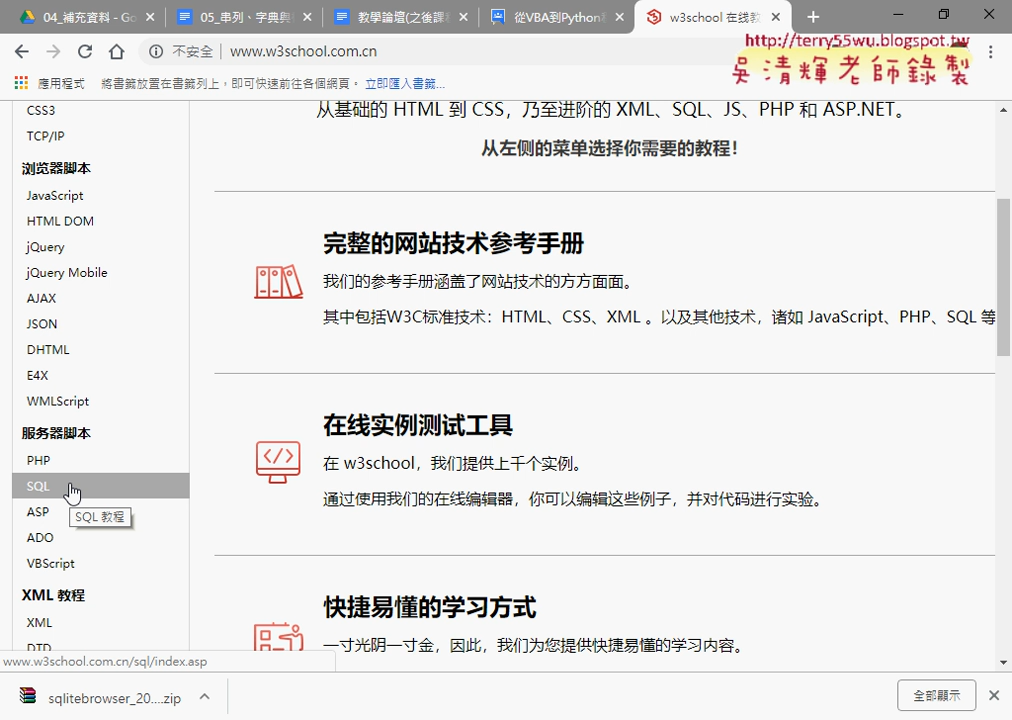 04_補充資料 - Go
05_串列、字典與
教學論壇(之後課
從VBA到Python
w3school 在线教
不安全
www.w3school.com.cn
http://terry55wu.blogspot.tw
吳清輝老師錄製
應用程式
將書籤放置在書籤列上，即可快速前往各個網頁。
立即匯入書籤...
CSS3
TCP/IP
浏览器脚本
JavaScript
HTML DOM
jQuery
jQuery Mobile
AJAX
JSON
DHTML
E4X
WMLScript
服务器脚本
PHP
SQL
SQL 教程
ASP
ADO
VBScript
XML 教程
XML
DTD
从基础的 HTML 到 CSS，乃至进阶的 XML、SQL、JS、PHP 和 ASP.NET。
从左侧的菜单选择你需要的教程！
完整的网站技术参考手册
我们的参考手册涵盖了网站技术的方方面面。
其中包括W3C标准技术：HTML、CSS、XML 。以及其他技术，诸如 JavaScript、PHP、SQL 等
在线实例测试工具
在 w3school，我们提供上千个实例。
通过使用我们的在线编辑器，你可以编辑这些例子，并对代码进行实验。
快捷易懂的学习方式
一寸光阴一寸金，因此，我们为您提供快捷易懂的学习内容。
www.w3school.com.cn/sql/index.asp
sqlitebrowser_20....zip
全部顯示